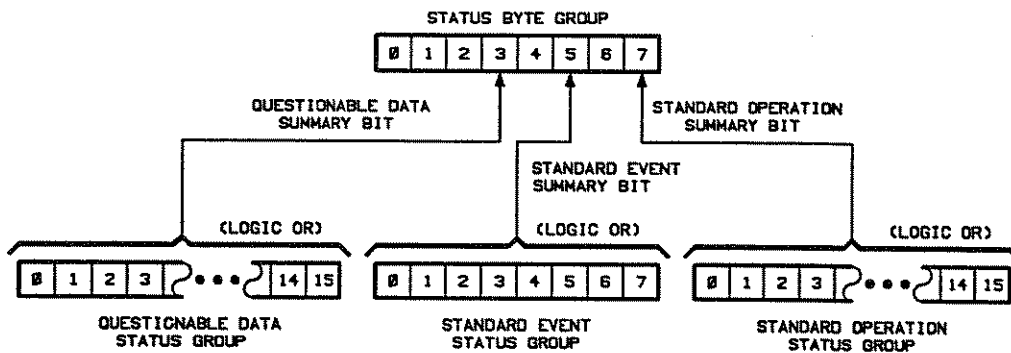 STATUS BYTE GROUP
0 1 2 3 4 5 6 7
QUESTIONABLE DATA
SUMMARY BIT
STANDARD OPERATION
SUMMARY BIT
STANDARD EVENT
SUMMARY BIT
(LOGIC OR)
(LOGIC OR)
(LOGIC OR)
0 1 2 3 ••• 14 15
0 1 2 3 4 5 6 7
0 1 2 3 ••• 14 15
QUESTIONABLE DATA
STATUS GROUP
STANDARD EVENT
STATUS GROUP
STANDARD OPERATION
STATUS GROUP